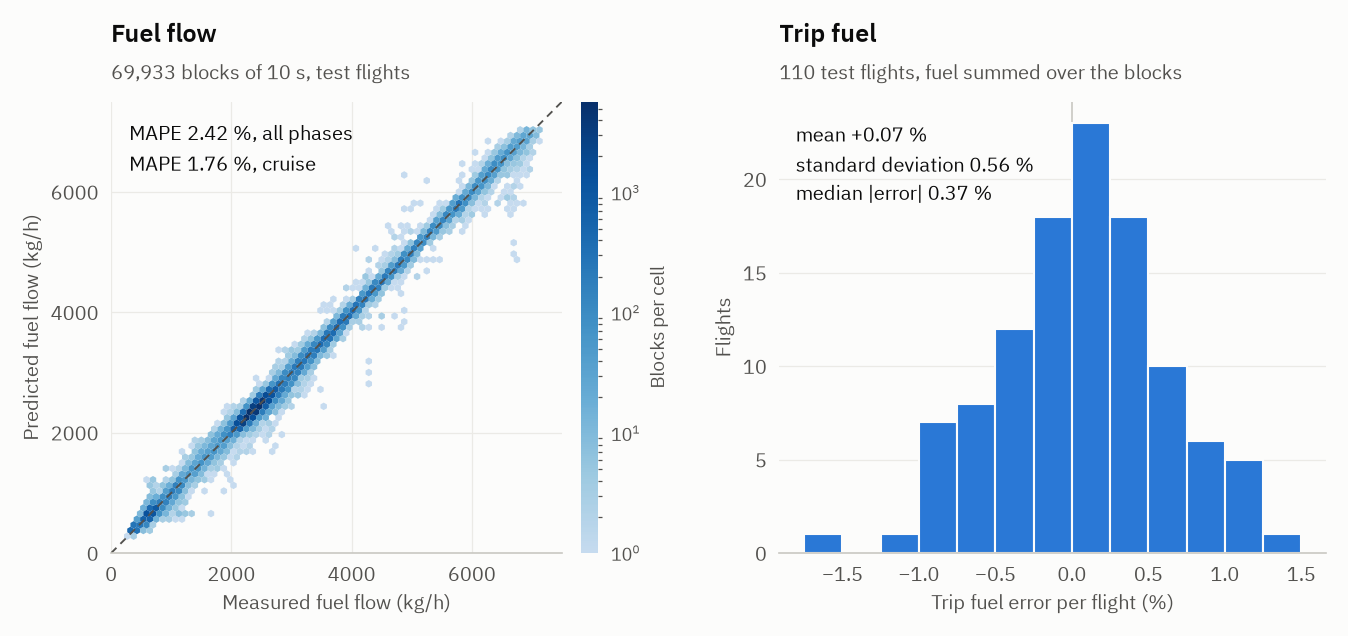 Fuel flow
69,933 blocks of 10 s, test flights
MAPE 2.42 %, all phases
MAPE 1.76 %, cruise
Predicted fuel flow (kg/h)
6000
4000
2000
0
0
2000
4000
6000
Measured fuel flow (kg/h)
10³
10²
10¹
10⁰
Blocks per cell
Trip fuel
110 test flights, fuel summed over the blocks
mean +0.07 %
standard deviation 0.56 %
median |error| 0.37 %
Flights
20
15
10
5
0
−1.5
−1.0
−0.5
0.0
0.5
1.0
1.5
Trip fuel error per flight (%)